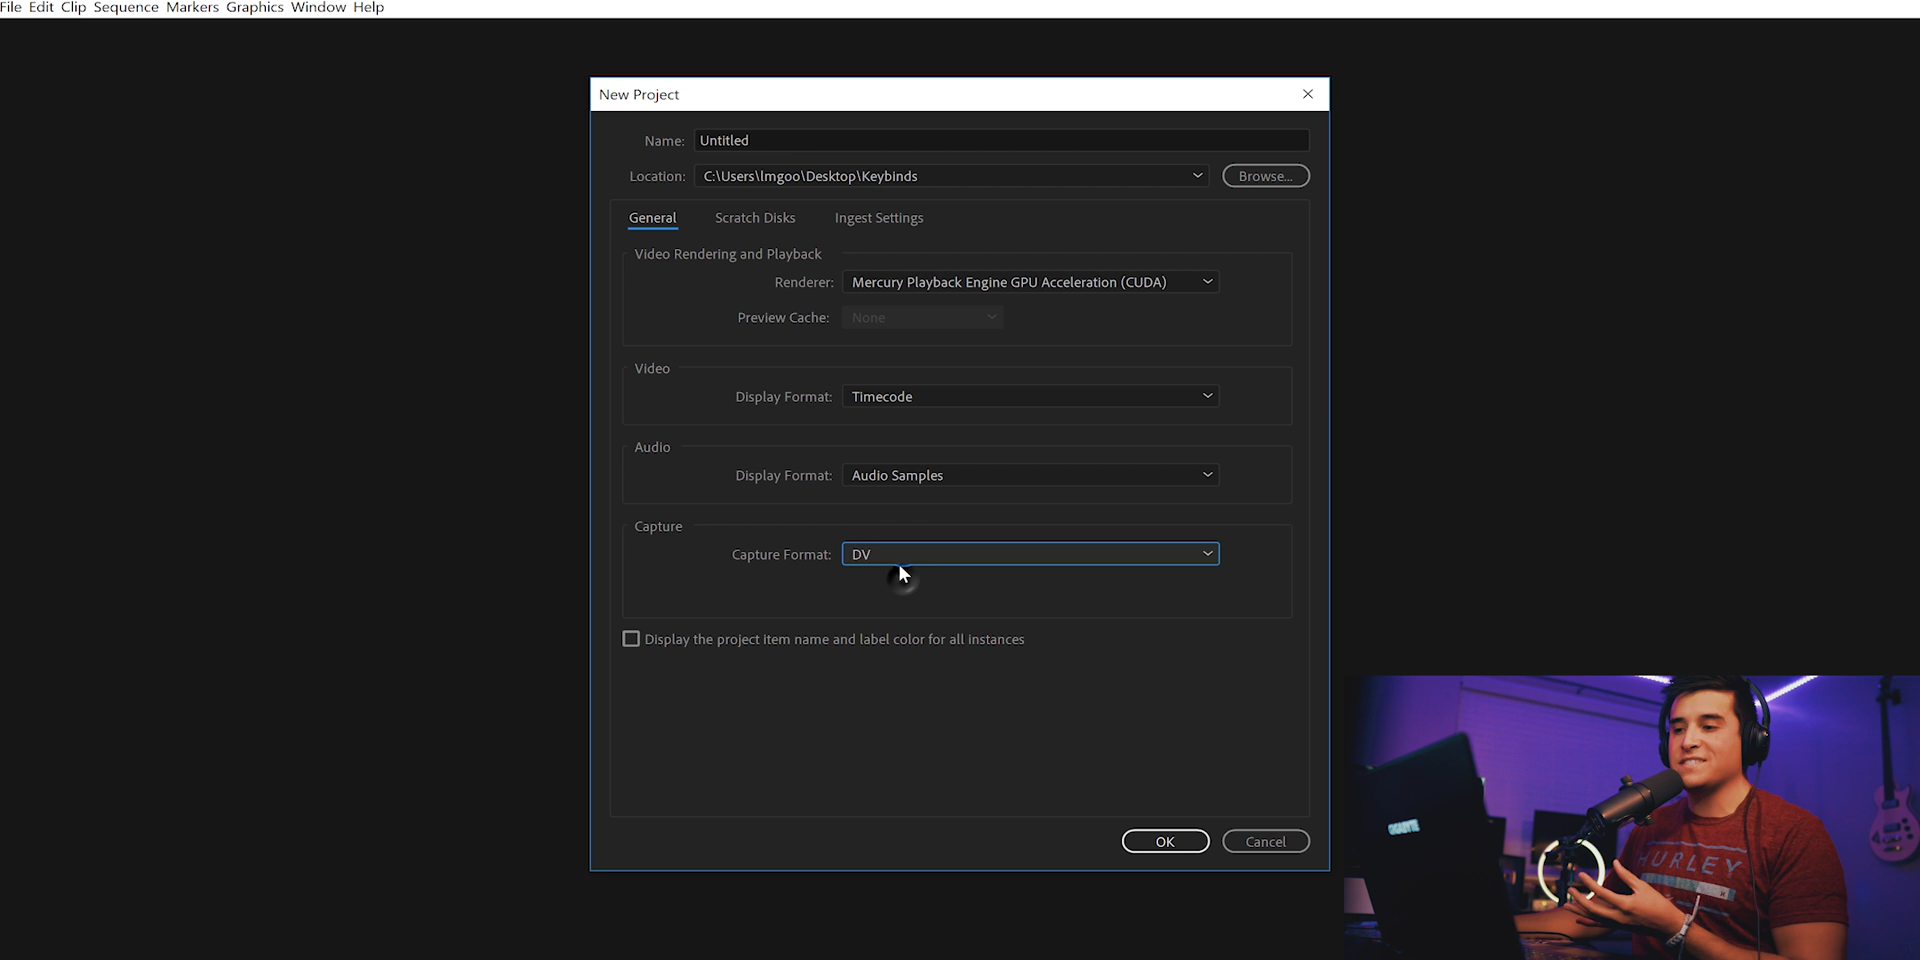 File Edit Clip Sequence Markers Graphics Window Help
New Project
Name: Untitled
Location: C:\Users\lmgoo\Desktop\Keybinds Browse...
General Scratch Disks Ingest Settings
Video Rendering and Playback
Renderer: Mercury Playback Engine GPU Acceleration (CUDA)
Preview Cache: None
Video
Display Format: Timecode
Audio
Display Format: Audio Samples
Capture
Capture Format: DV
Display the project item name and label color for all instances
OK Cancel
GIGABYTE
HURLEY